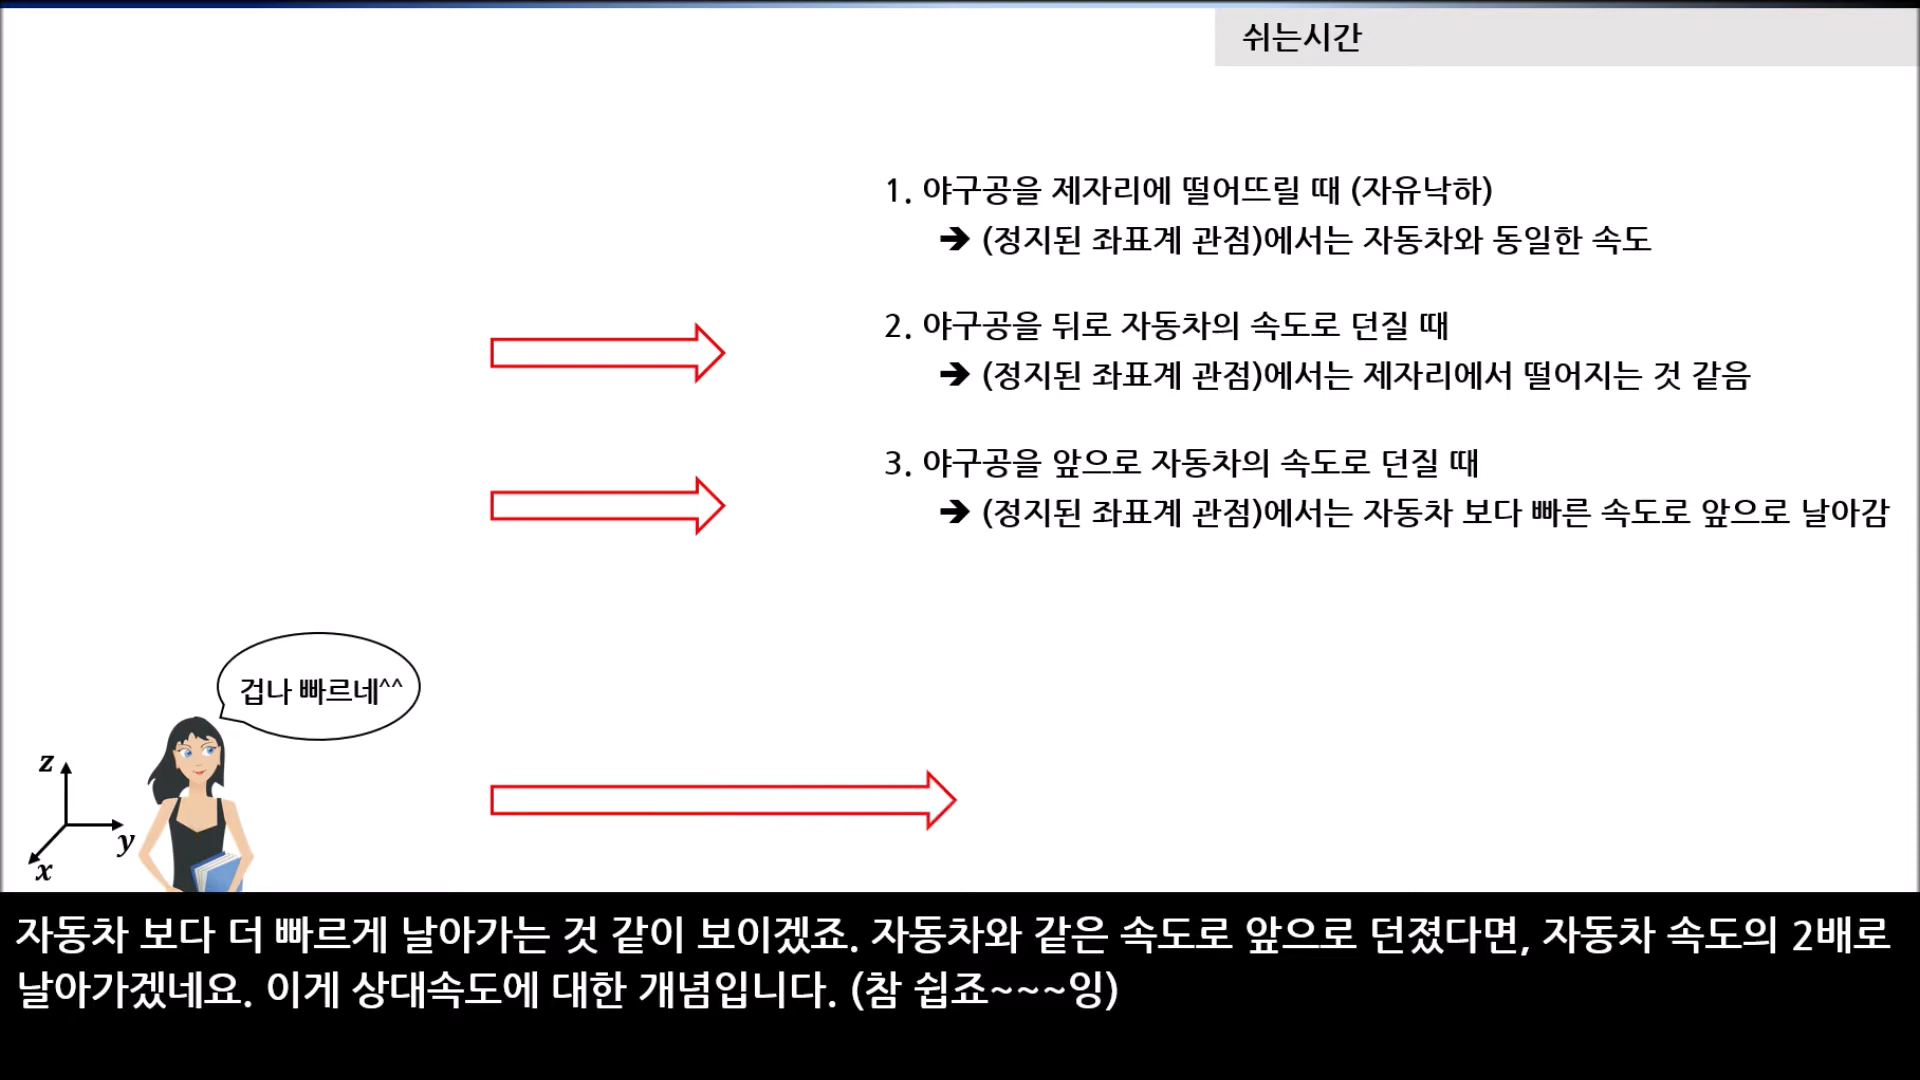 쉬는시간
1. 야구공을 제자리에 떨어뜨릴 때 (자유낙하)
➔ (정지된 좌표계 관점)에서는 자동차와 동일한 속도
2. 야구공을 뒤로 자동차의 속도로 던질 때
➔ (정지된 좌표계 관점)에서는 제자리에서 떨어지는 것 같음
3. 야구공을 앞으로 자동차의 속도로 던질 때
➔ (정지된 좌표계 관점)에서는 자동차 보다 빠른 속도로 앞으로 날아감
겁나 빠르네^^
z
y
x
자동차 보다 더 빠르게 날아가는 것 같이 보이겠죠. 자동차와 같은 속도로 앞으로 던졌다면, 자동차 속도의 2배로
날아가겠네요. 이게 상대속도에 대한 개념입니다. (참 쉽죠~~~잉)